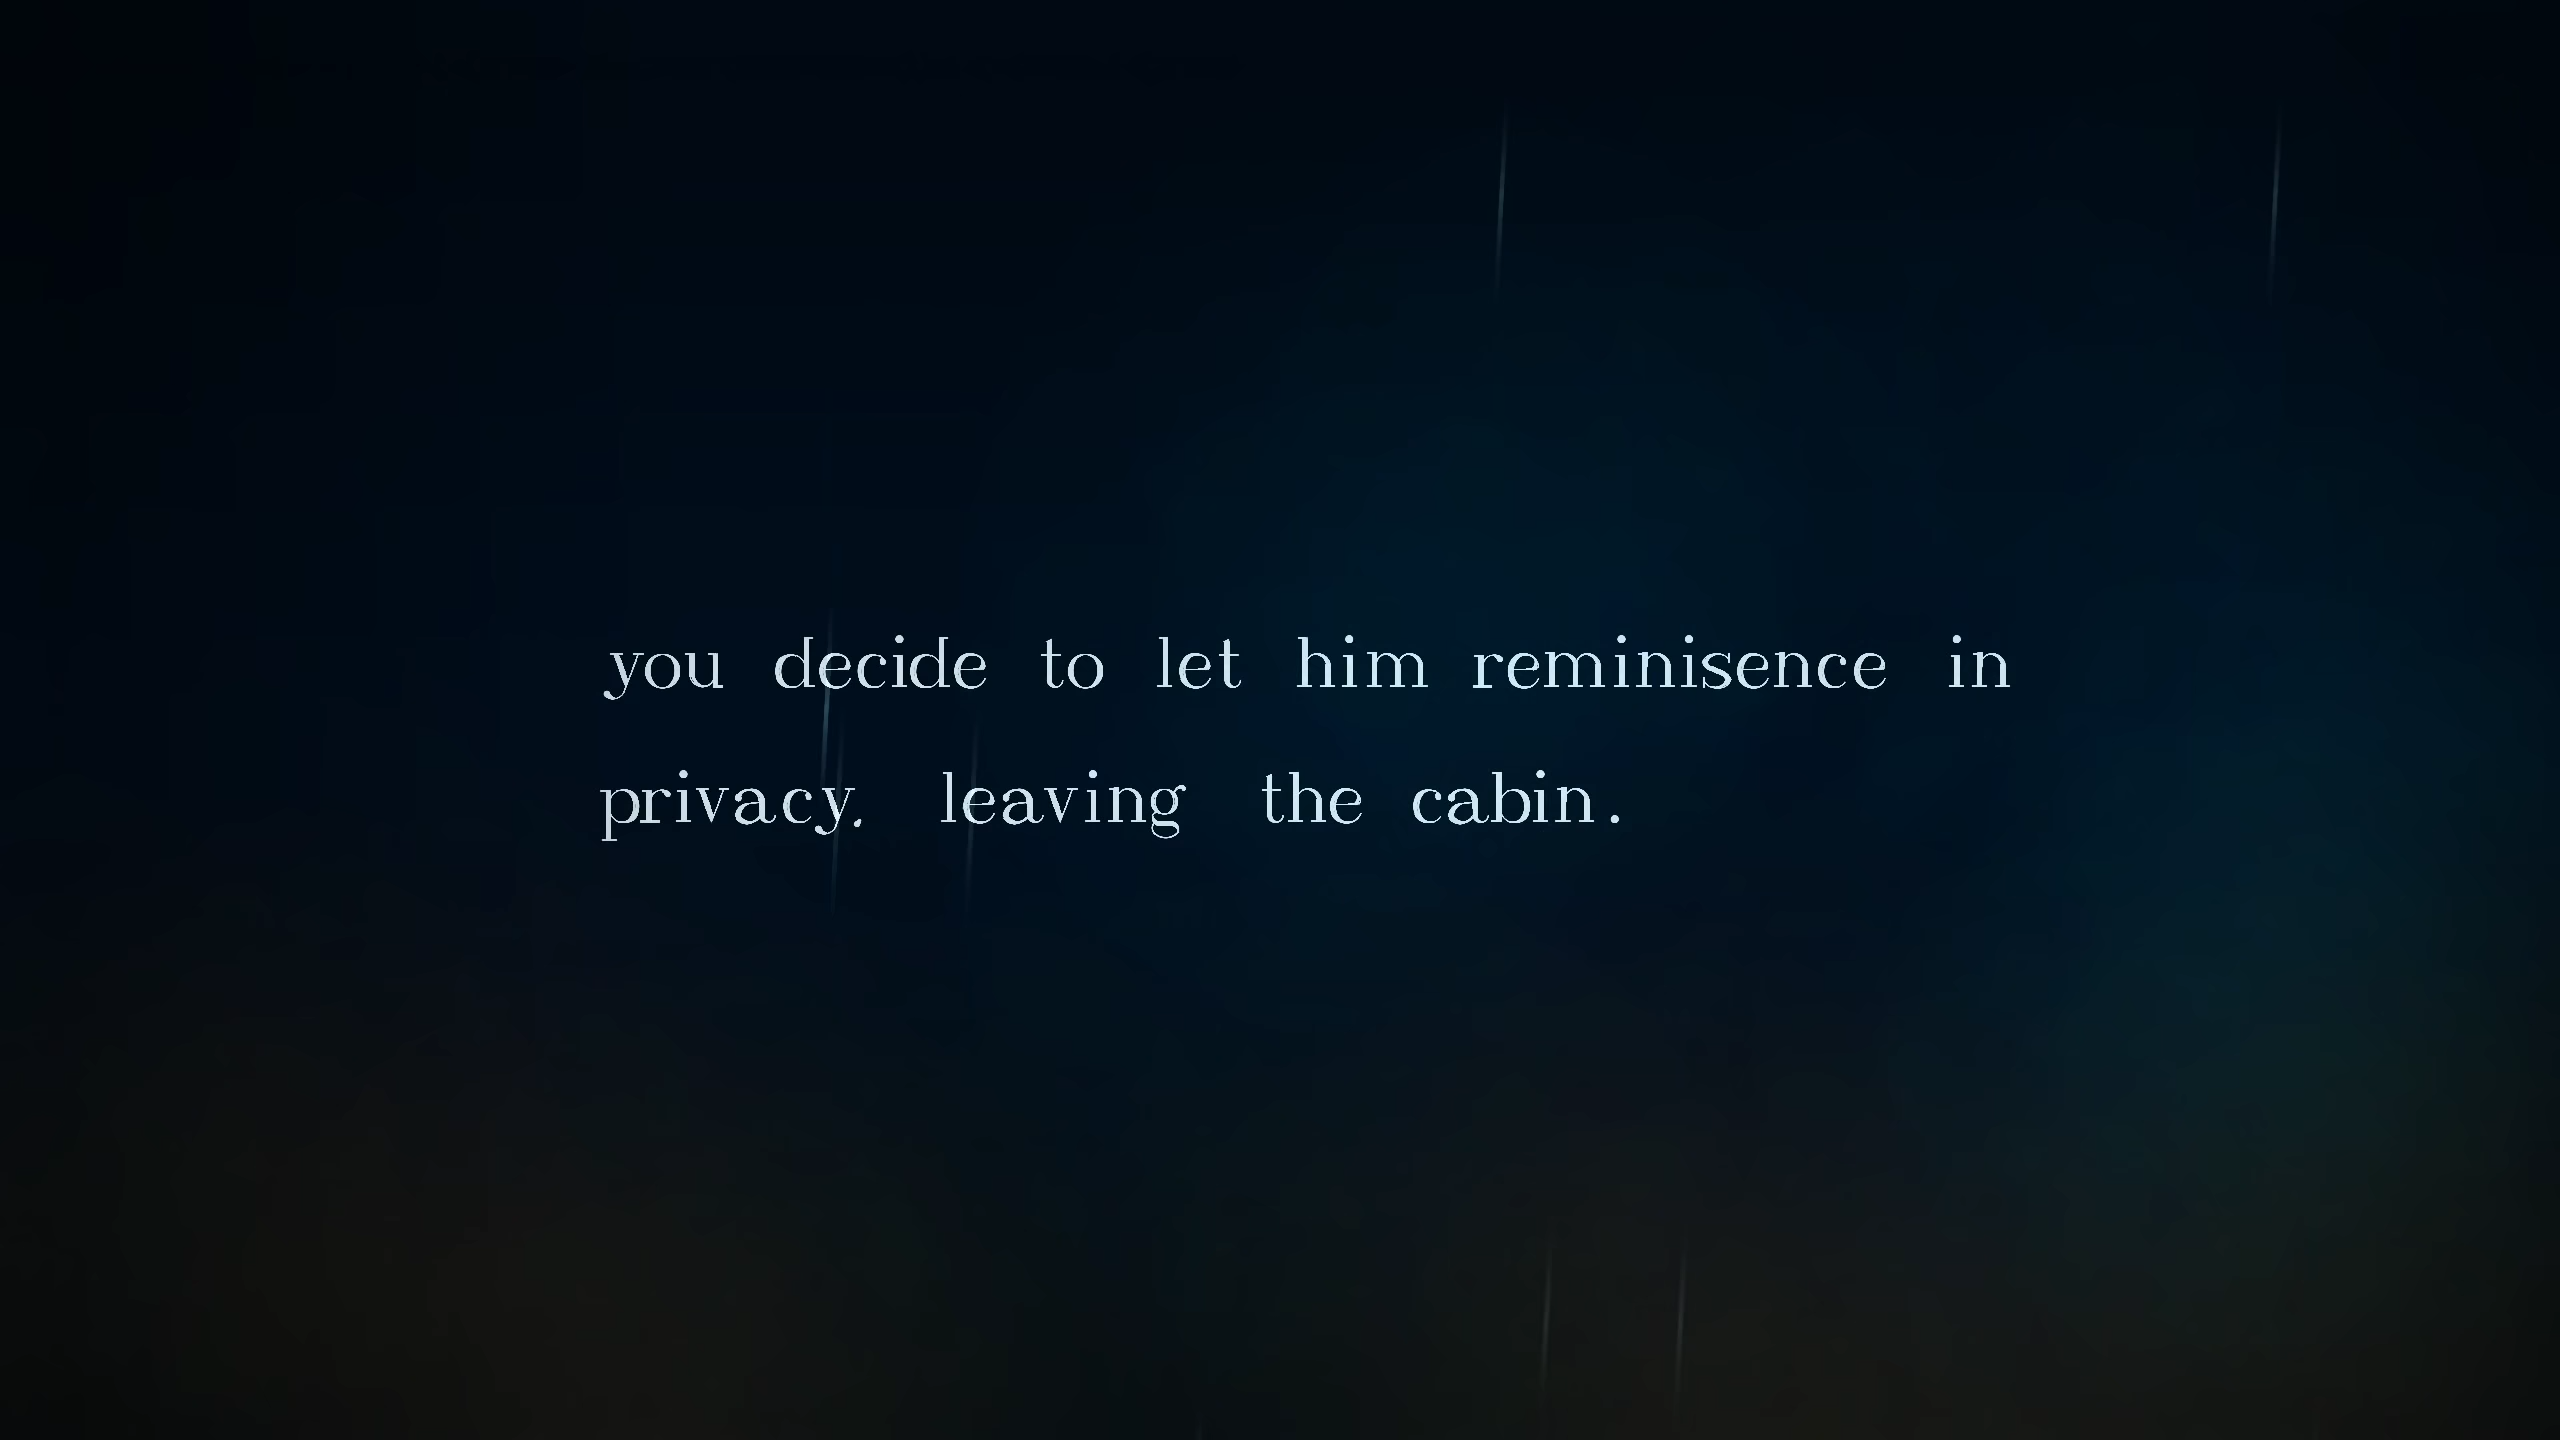 you decide to let him reminisence in
privacy, leaving the cabin.